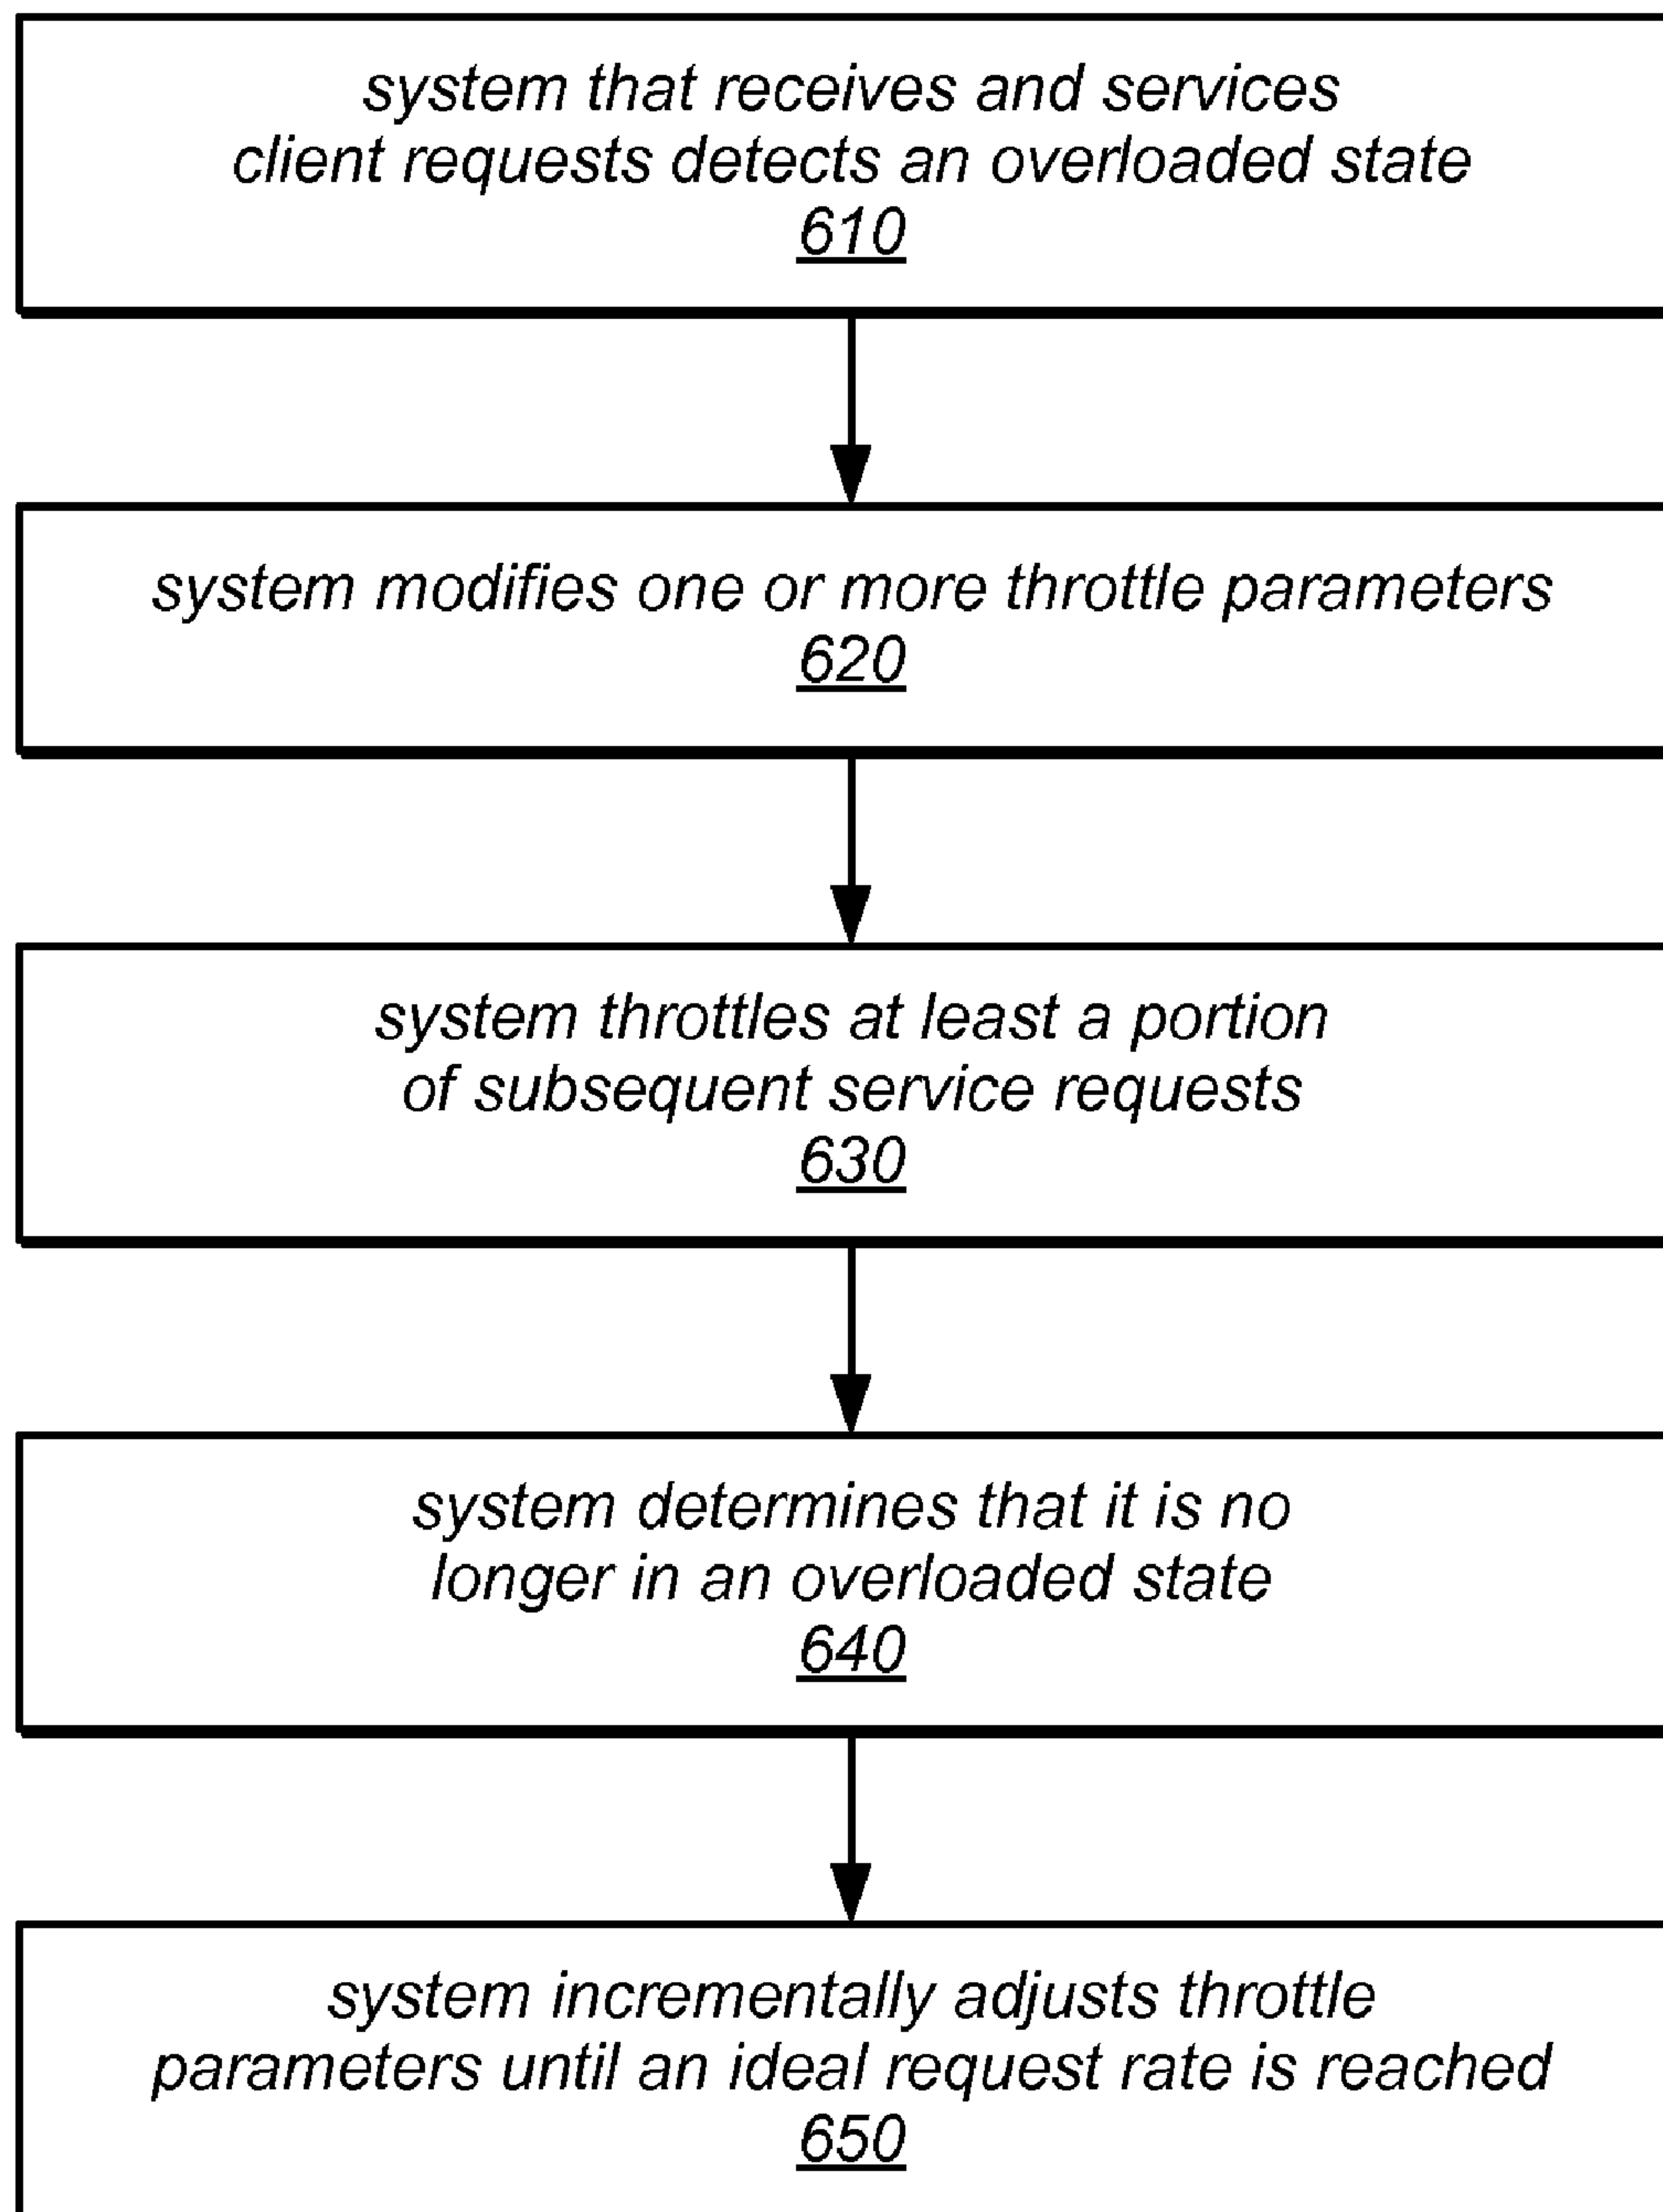 system that receives and services
client requests detects an overloaded state
610
system modifies one or more throttle parameters
620
system throttles at least a portion
of subsequent service requests
630
system determines that it is no
longer in an overloaded state
640
system incrementally adjusts throttle
parameters until an ideal request rate is reached
650